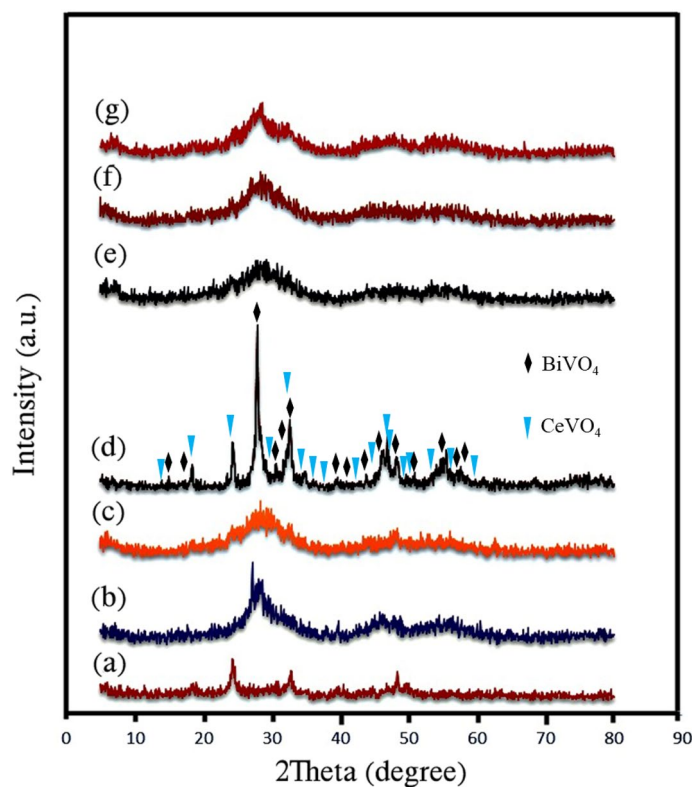 (g)
(f)
(e)
BiVO₄
CeVO₄
(d)
(c)
(b)
(a)
Intensity (a.u.)
0 10 20 30 40 50 60 70 80 90
2Theta (degree)